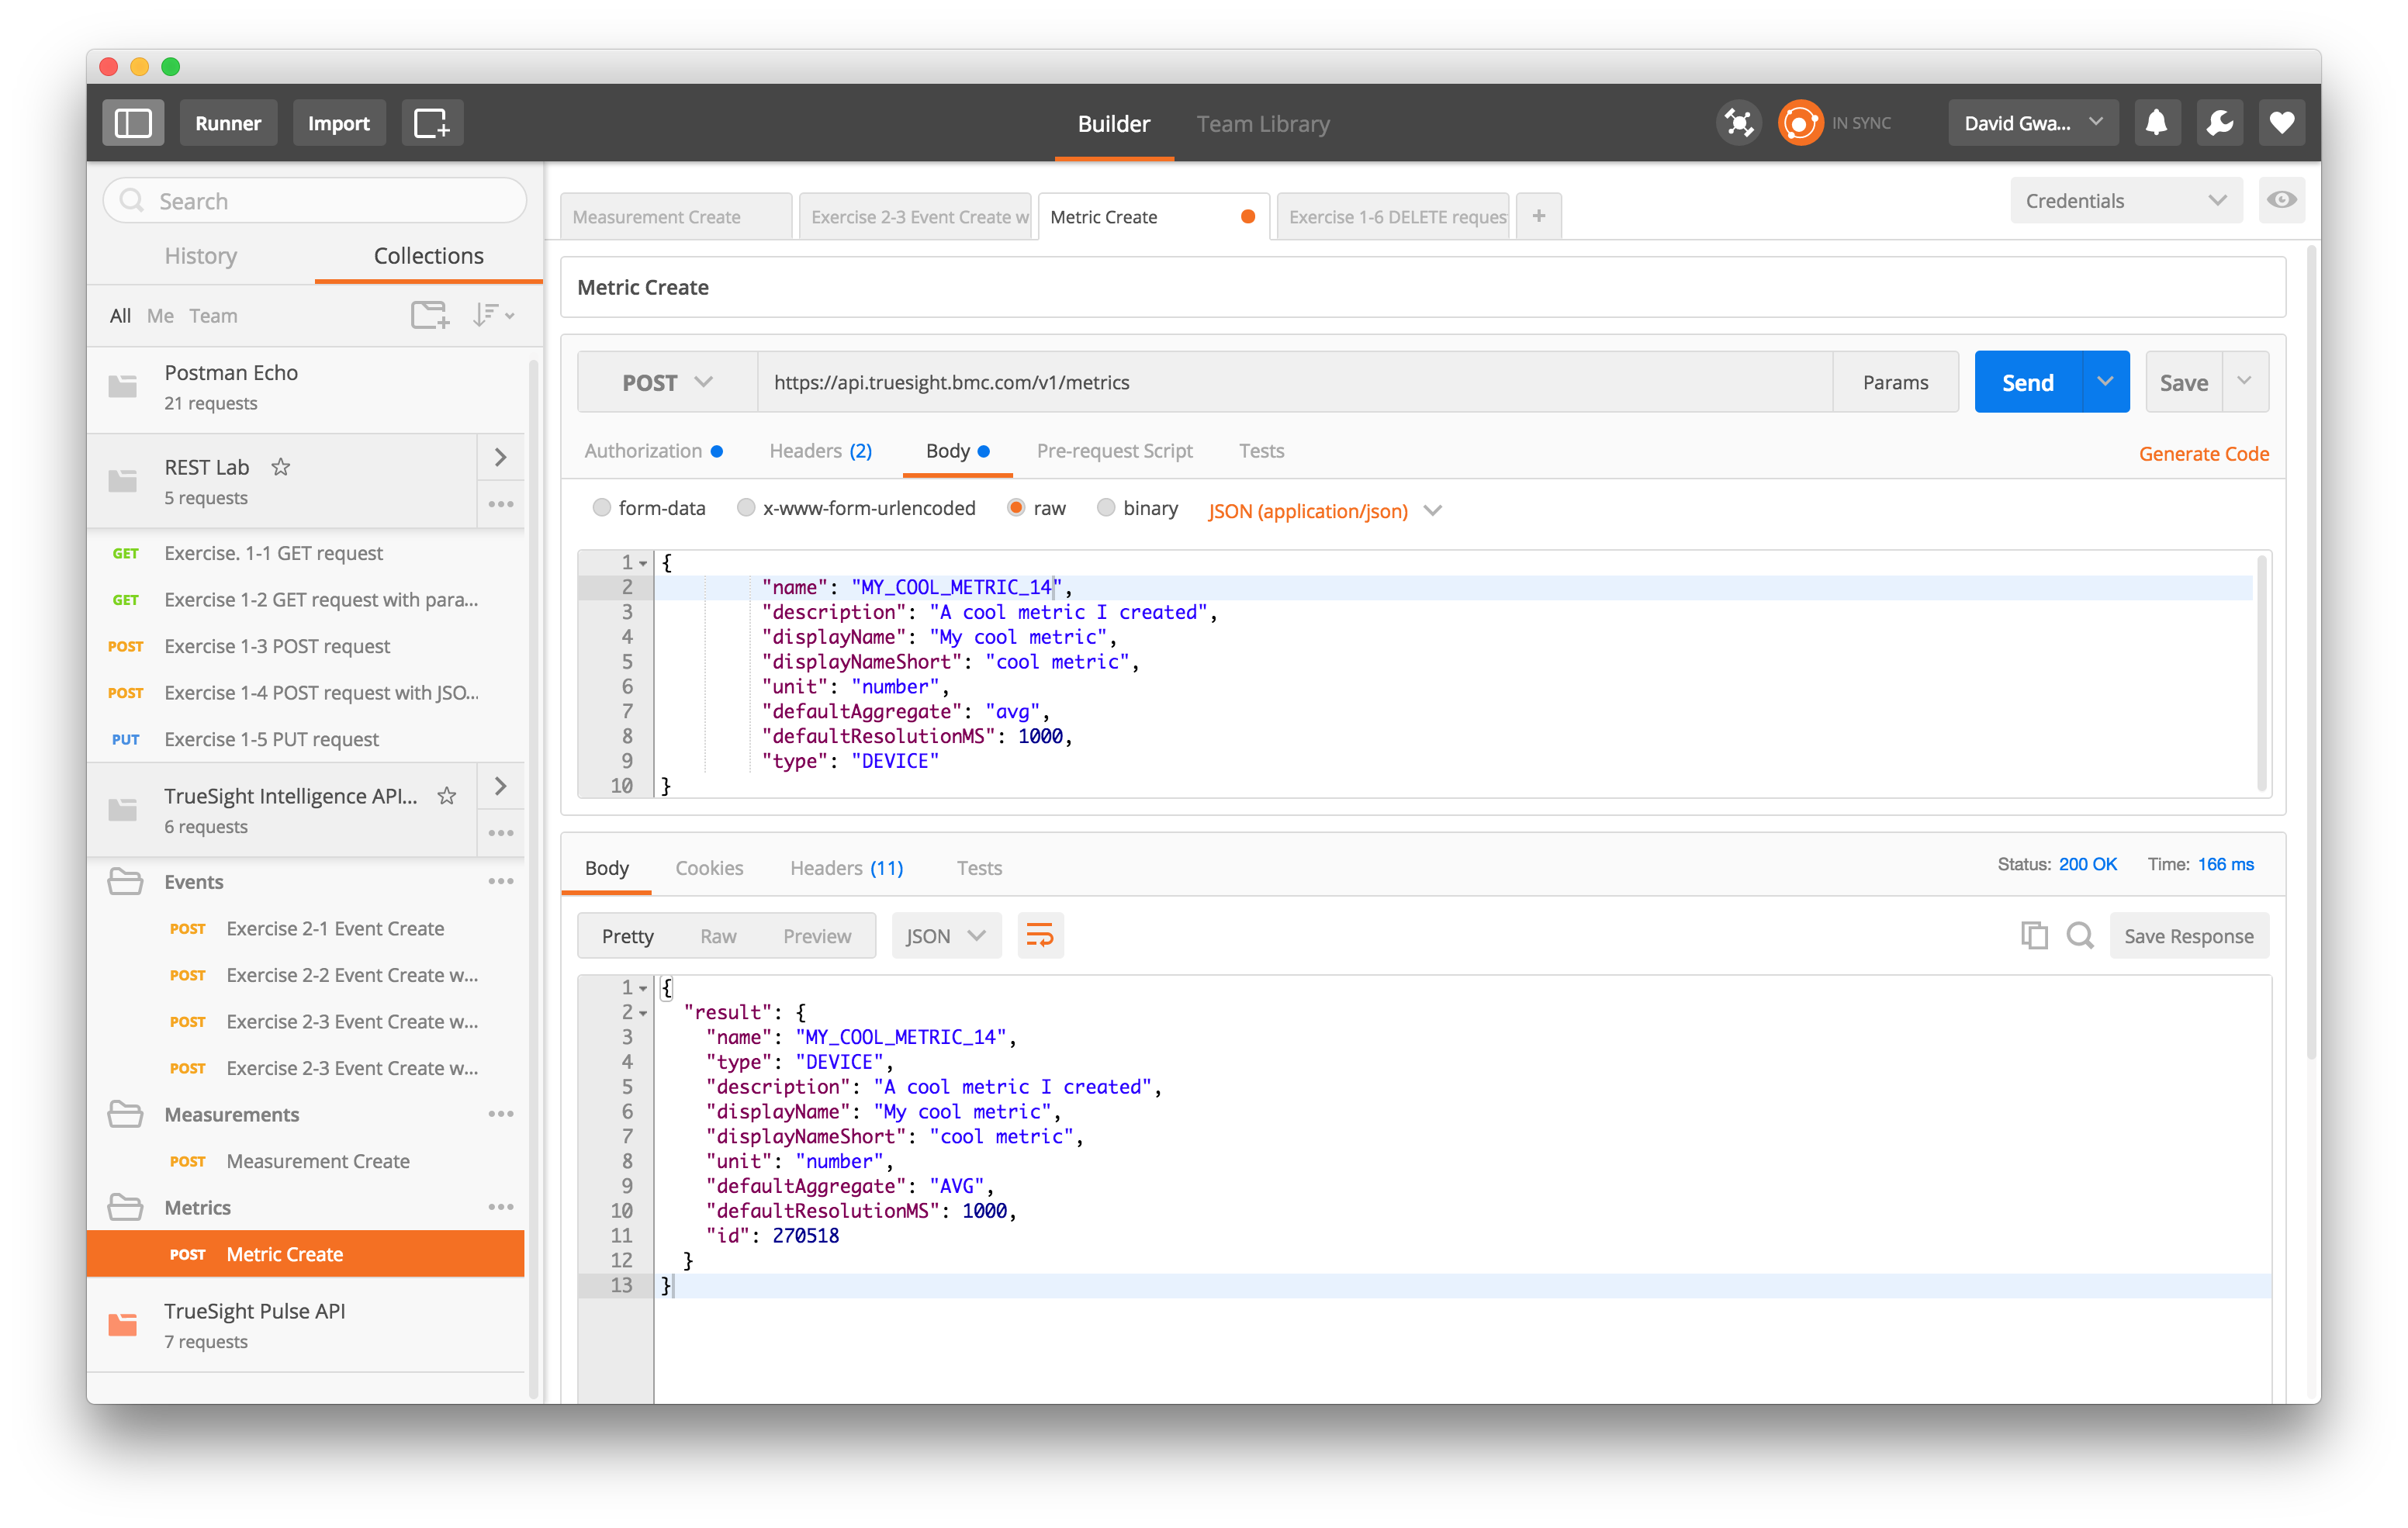 Runner Import Builder Team Library IN SYNC David Gwa...
Search
History Collections
All Me Team
Postman Echo
21 requests
REST Lab
5 requests
GET Exercise. 1-1 GET request
GET Exercise 1-2 GET request with para...
POST Exercise 1-3 POST request
POST Exercise 1-4 POST request with JSO...
PUT Exercise 1-5 PUT request
TrueSight Intelligence API...
6 requests
Events
POST Exercise 2-1 Event Create
POST Exercise 2-2 Event Create w...
POST Exercise 2-3 Event Create w...
POST Exercise 2-3 Event Create w...
Measurements
POST Measurement Create
Metrics
POST Metric Create
TrueSight Pulse API
7 requests
Measurement Create Exercise 2-3 Event Create w Metric Create Exercise 1-6 DELETE reques + Credentials
Metric Create
POST https://api.truesight.bmc.com/v1/metrics Params Send Save
Authorization Headers (2) Body Pre-request Script Tests Generate Code
form-data x-www-form-urlencoded raw binary JSON (application/json)
1 {
2 "name": "MY_COOL_METRIC_14",
3 "description": "A cool metric I created",
4 "displayName": "My cool metric",
5 "displayNameShort": "cool metric",
6 "unit": "number",
7 "defaultAggregate": "avg",
8 "defaultResolutionMS": 1000,
9 "type": "DEVICE"
10 }
Body Cookies Headers (11) Tests Status: 200 OK Time: 166 ms
Pretty Raw Preview JSON Save Response
1 {
2 "result": {
3 "name": "MY_COOL_METRIC_14",
4 "type": "DEVICE",
5 "description": "A cool metric I created",
6 "displayName": "My cool metric",
7 "displayNameShort": "cool metric",
8 "unit": "number",
9 "defaultAggregate": "AVG",
10 "defaultResolutionMS": 1000,
11 "id": 270518
12 }
13 }